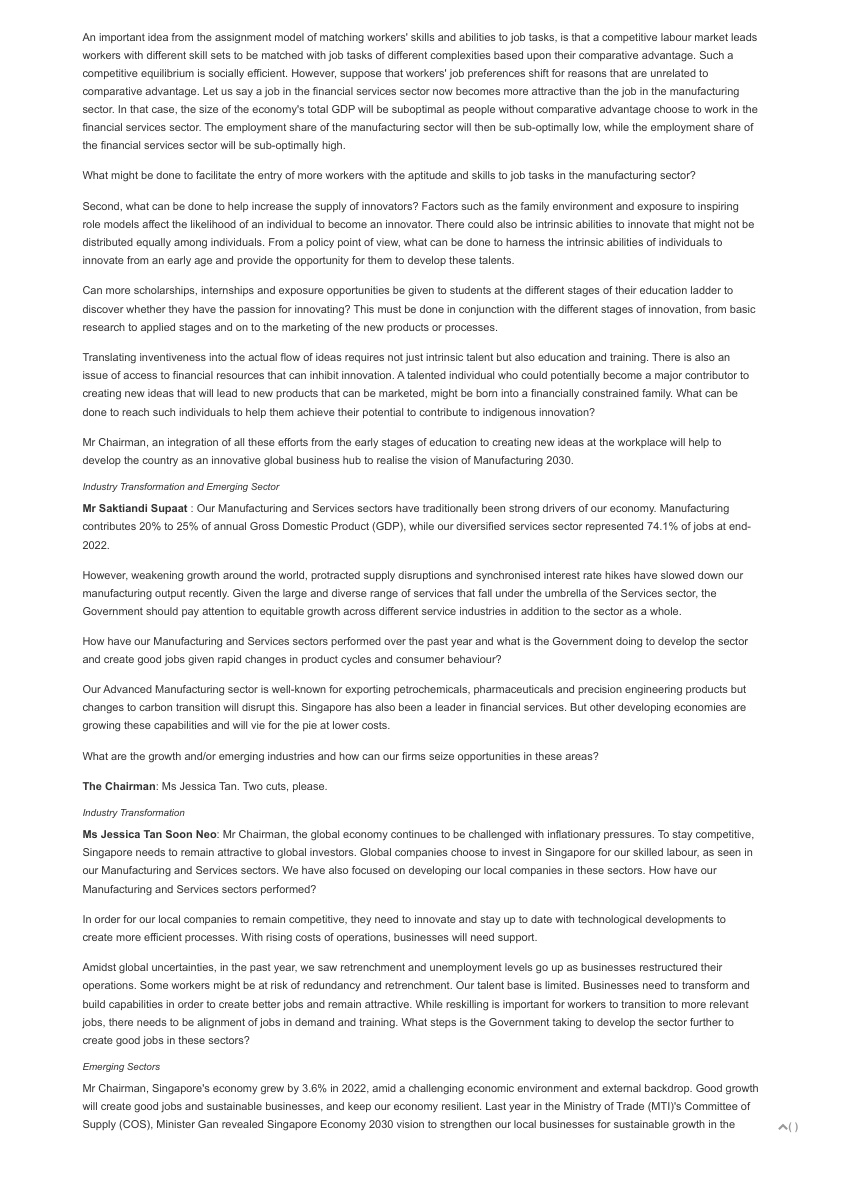 An important idea from the assignment model of matching workers' skills and abilities to job tasks, is that a competitive labour market leads
workers with different skill sets to be matched with job tasks of different complexities based upon their comparative advantage. Such a
competitive equilibrium is socially efficient. However, suppose that workers' job preferences shift for reasons that are unrelated to
comparative advantage. Let us say a job in the financial services sector now becomes more attractive than the job in the manufacturing
sector. In that case, the size of the economy's total GDP will be suboptimal as people without comparative advantage choose to work in the
financial services sector. The employment share of the manufacturing sector will then be sub-optimally low, while the employment share of
the financial services sector will be sub-optimally high.
What might be done to facilitate the entry of more workers with the aptitude and skills to job tasks in the manufacturing sector?
Second, what can be done to help increase the supply of innovators? Factors such as the family environment and exposure to inspiring
role models affect the likelihood of an individual to become an innovator. There could also be intrinsic abilities to innovate that might not be
distributed equally among individuals. From a policy point of view, what can be done to harness the intrinsic abilities of individuals to
innovate from an early age and provide the opportunity for them to develop these talents.
Can more scholarships, internships and exposure opportunities be given to students at the different stages of their education ladder to
discover whether they have the passion for innovating? This must be done in conjunction with the different stages of innovation, from basic
research to applied stages and on to the marketing of the new products or processes.
Translating inventiveness into the actual flow of ideas requires not just intrinsic talent but also education and training. There is also an
issue of access to financial resources that can inhibit innovation. A talented individual who could potentially become a major contributor to
creating new ideas that will lead to new products that can be marketed, might be born into a financially constrained family. What can be
done to reach such individuals to help them achieve their potential to contribute to indigenous innovation?
Mr Chairman, an integration of all these efforts from the early stages of education to creating new ideas at the workplace will help to
develop the country as an innovative global business hub to realise the vision of Manufacturing 2030.
Industry Transformation and Emerging Sector
Mr Saktiandi Supaat : Our Manufacturing and Services sectors have traditionally been strong drivers of our economy. Manufacturing
contributes 20% to 25% of annual Gross Domestic Product (GDP), while our diversified services sector represented 74.1% of jobs at end-
2022.
However, weakening growth around the world, protracted supply disruptions and synchronised interest rate hikes have slowed down our
manufacturing output recently. Given the large and diverse range of services that fall under the umbrella of the Services sector, the
Government should pay attention to equitable growth across different service industries in addition to the sector as a whole.
How have our Manufacturing and Services sectors performed over the past year and what is the Government doing to develop the sector
and create good jobs given rapid changes in product cycles and consumer behaviour?
Our Advanced Manufacturing sector is well-known for exporting petrochemicals, pharmaceuticals and precision engineering products but
changes to carbon transition will disrupt this. Singapore has also been a leader in financial services. But other developing economies are
growing these capabilities and will vie for the pie at lower costs.
What are the growth and/or emerging industries and how can our firms seize opportunities in these areas?
The Chairman: Ms Jessica Tan. Two cuts, please.
Industry Transformation
Ms Jessica Tan Soon Neo: Mr Chairman, the global economy continues to be challenged with inflationary pressures. To stay competitive,
Singapore needs to remain attractive to global investors. Global companies choose to invest in Singapore for our skilled labour, as seen in
our Manufacturing and Services sectors. We have also focused on developing our local companies in these sectors. How have our
Manufacturing and Services sectors performed?
In order for our local companies to remain competitive, they need to innovate and stay up to date with technological developments to
create more efficient processes. With rising costs of operations, businesses will need support.
Amidst global uncertainties, in the past year, we saw retrenchment and unemployment levels go up as businesses restructured their
operations. Some workers might be at risk of redundancy and retrenchment. Our talent base is limited. Businesses need to transform and
build capabilities in order to create better jobs and remain attractive. While reskilling is important for workers to transition to more relevant
jobs, there needs to be alignment of jobs in demand and training. What steps is the Government taking to develop the sector further to
create good jobs in these sectors?
Emerging Sectors
Mr Chairman, Singapore's economy grew by 3.6% in 2022, amid a challenging economic environment and external backdrop. Good growth
will create good jobs and sustainable businesses, and keep our economy resilient. Last year in the Ministry of Trade (MTI)'s Committee of
Supply (COS), Minister Gan revealed Singapore Economy 2030 vision to strengthen our local businesses for sustainable growth in the
( )